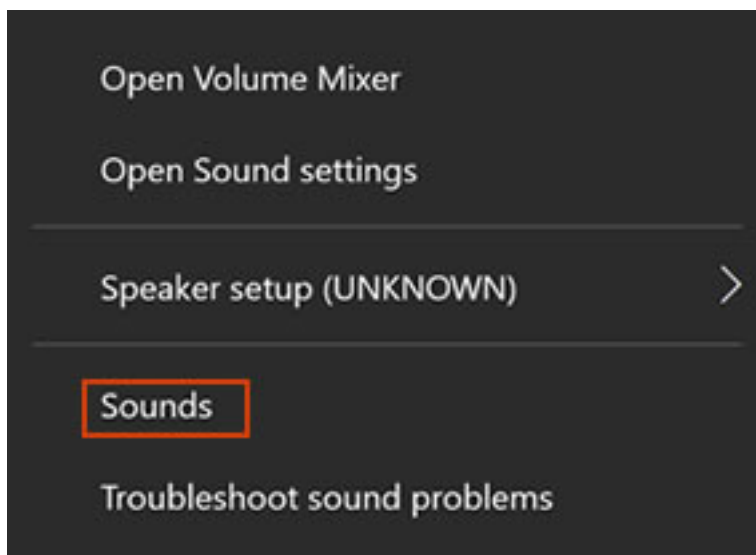 Open Volume Mixer
Open Sound settings
Speaker setup (UNKNOWN)
Sounds
Troubleshoot sound problems